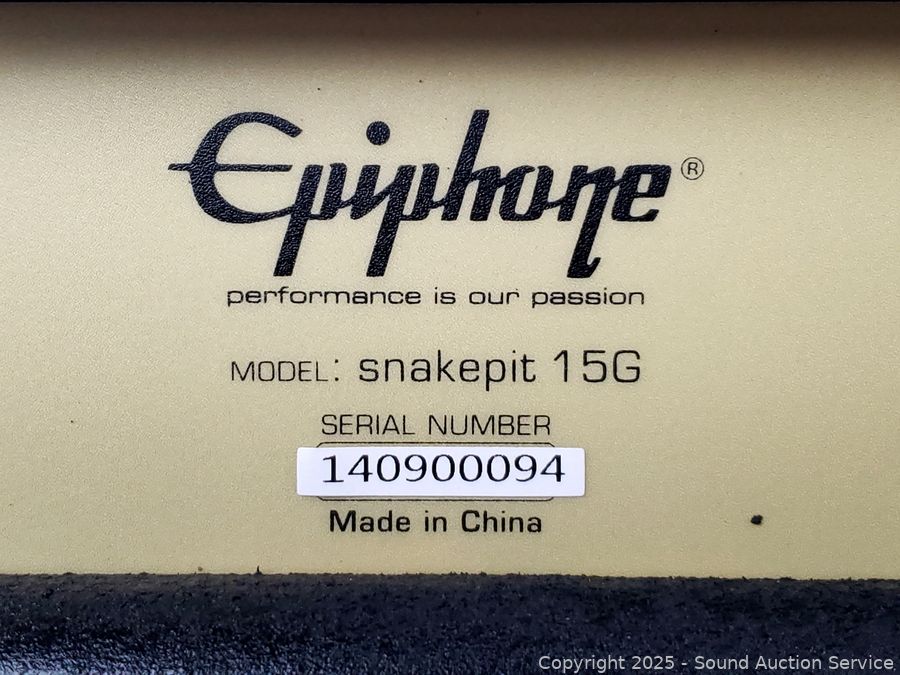 Epiphone®
performance is our passion
MODEL: snakepit 15G
SERIAL NUMBER
140900094
Made in China
Copyright 2025 - Sound Auction Service